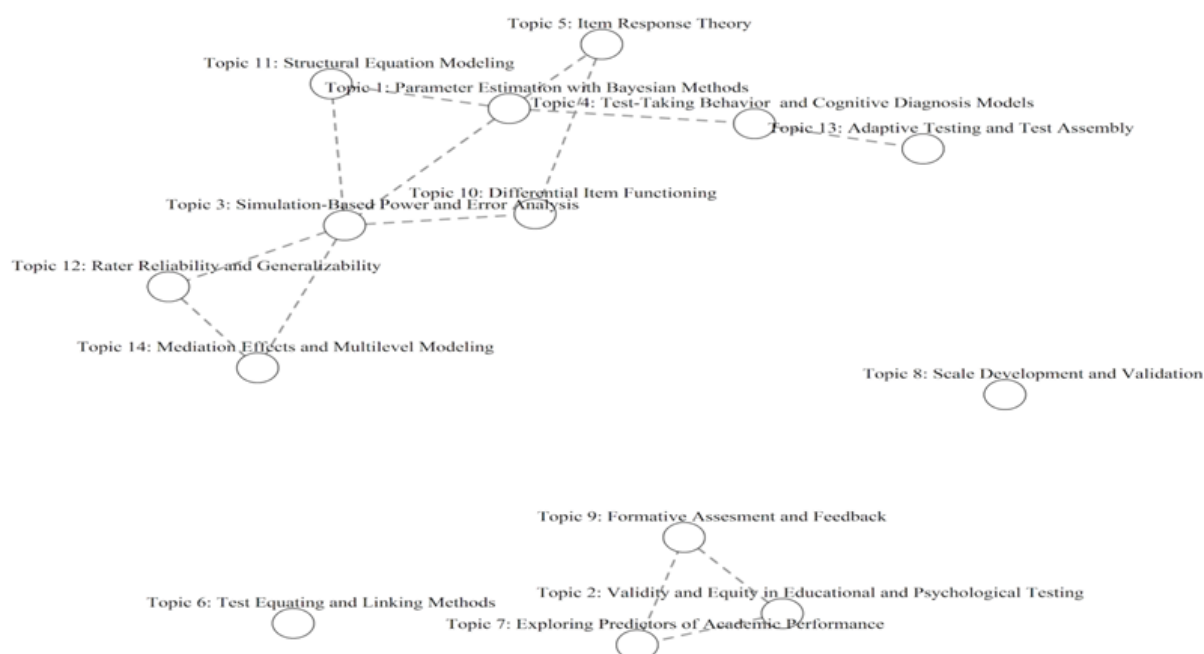 Topic 5: Item Response Theory
Topic 11: Structural Equation Modeling
Topic 1: Parameter Estimation with Bayesian Methods
Topic 4: Test-Taking Behavior and Cognitive Diagnosis Models
Topic 13: Adaptive Testing and Test Assembly
Topic 10: Differential Item Functioning
Topic 3: Simulation-Based Power and Error Analysis
Topic 12: Rater Reliability and Generalizability
Topic 14: Mediation Effects and Multilevel Modeling
Topic 8: Scale Development and Validation
Topic 9: Formative Assesment and Feedback
Topic 2: Validity and Equity in Educational and Psychological Testing
Topic 6: Test Equating and Linking Methods
Topic 7: Exploring Predictors of Academic Performance